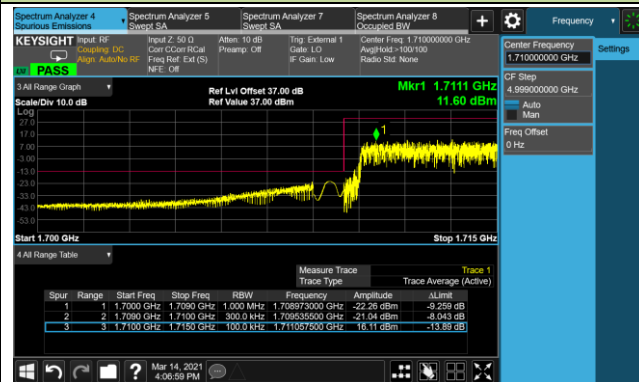 Spectrum Analyzer 4
Spurious Emissions
Spectrum Analyzer 5
Swept SA
Spectrum Analyzer 7
Swept SA
Spectrum Analyzer 8
Occupied BW
+
Frequency
KEYSIGHT
Input: RF
Coupling: DC
Align: Auto/No RF
Input Z: 50 Ω
Corr CCorr RCal
Freq Ref: Ext (S)
NFE: Off
Atten: 10 dB
Preamp: Off
Trig: External 1
Gate: LO
IF Gain: Low
Center Freq: 1.710000000 GHz
Avg|Hold:>100/100
Radio Std: None
PASS
Center Frequency
1.710000000 GHz
Settings
CF Step
4.999000000 GHz
Auto
Man
Freq Offset
0 Hz
3 All Range Graph
Ref Lvl Offset 37.00 dB
Mkr1 1.7111 GHz
Scale/Div 10.0 dB
Ref Value 37.00 dBm
11.60 dBm
Log
27.0
17.0
7.00
-3.00
-13.0
-23.0
-33.0
-43.0
-53.0
1
Start 1.700 GHz
Stop 1.715 GHz
4 All Range Table
Measure Trace Trace 1
Trace Type Trace Average (Active)
Spur Range Start Freq Stop Freq RBW Frequency Amplitude ΔLimit
1 1 1.7000 GHz 1.7090 GHz 1.000 MHz 1.708973000 GHz -22.26 dBm -9.259 dB
2 2 1.7090 GHz 1.7100 GHz 300.0 kHz 1.709535500 GHz -21.04 dBm -8.043 dB
3 3 1.7100 GHz 1.7150 GHz 100.0 kHz 1.711057500 GHz 16.11 dBm -13.89 dB
?
Mar 14, 2021
4:06:59 PM